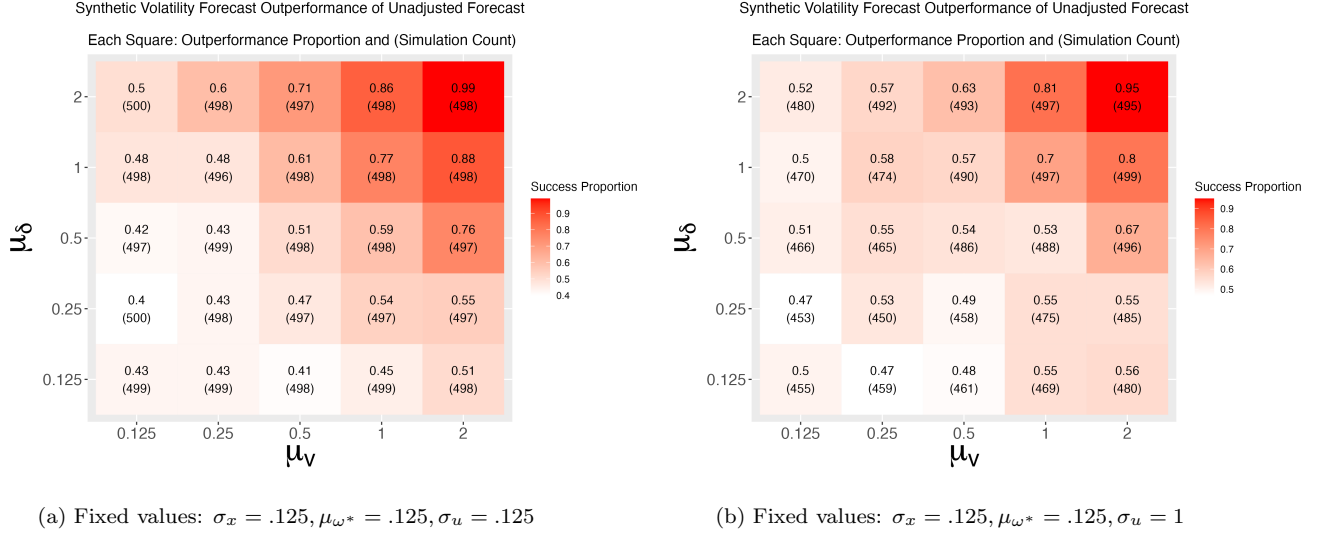 Synthetic Volatility Forecast Outperformance of Unadjusted Forecast
Each Square: Outperformance Proportion and (Simulation Count)
2
0.5 0.6 0.71 0.86 0.99
(500) (498) (497) (498) (498)
1
0.48 0.48 0.61 0.77 0.88
(498) (496) (498) (498) (498)
0.5
0.42 0.43 0.51 0.59 0.76
(497) (499) (498) (498) (497)
0.25
0.4 0.43 0.47 0.54 0.55
(500) (498) (497) (497) (497)
0.125
0.43 0.43 0.41 0.45 0.51
(499) (499) (498) (499) (498)
0.125 0.25 0.5 1 2
μδ
μV
Success Proportion
0.9
0.8
0.7
0.6
0.5
0.4
(a) Fixed values: σx = .125, μω* = .125, σu = .125
Synthetic Volatility Forecast Outperformance of Unadjusted Forecast
Each Square: Outperformance Proportion and (Simulation Count)
2
0.52 0.57 0.63 0.81 0.95
(480) (492) (493) (497) (495)
1
0.5 0.58 0.57 0.7 0.8
(470) (474) (490) (497) (499)
0.5
0.51 0.55 0.54 0.53 0.67
(466) (465) (486) (488) (496)
0.25
0.47 0.53 0.49 0.55 0.55
(453) (450) (458) (475) (485)
0.125
0.5 0.47 0.48 0.55 0.56
(455) (459) (461) (469) (480)
0.125 0.25 0.5 1 2
μδ
μV
Success Proportion
0.9
0.8
0.7
0.6
0.5
(b) Fixed values: σx = .125, μω* = .125, σu = 1